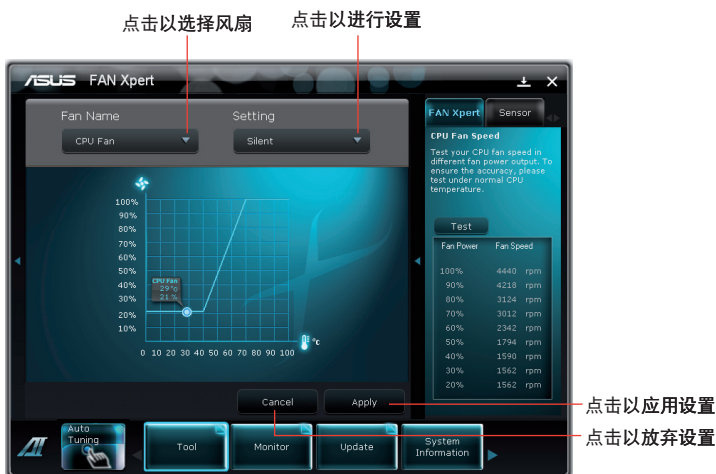 点击以选择风扇
点击以进行设置
ASUS FAN Xpert
Fan Name
Setting
CPU Fan
Silent
100%
90%
80%
70%
60%
50%
40%
30%
20%
10%
CPU Fan
29°c
21 %
°c
0 10 20 30 40 50 60 70 80 90 100
Cancel
Apply
FAN Xpert
Sensor
CPU Fan Speed
Test your CPU fan speed in
different fan power output. To
ensure the accuracy, please
test under normal CPU
temperature.
Test
Fan Power Fan Speed
100% 4440 rpm
90% 4218 rpm
80% 3124 rpm
70% 3012 rpm
60% 2342 rpm
50% 1794 rpm
40% 1590 rpm
30% 1562 rpm
20% 1562 rpm
点击以应用设置
点击以放弃设置
Auto
Tuning
Tool
Monitor
Update
System
Information